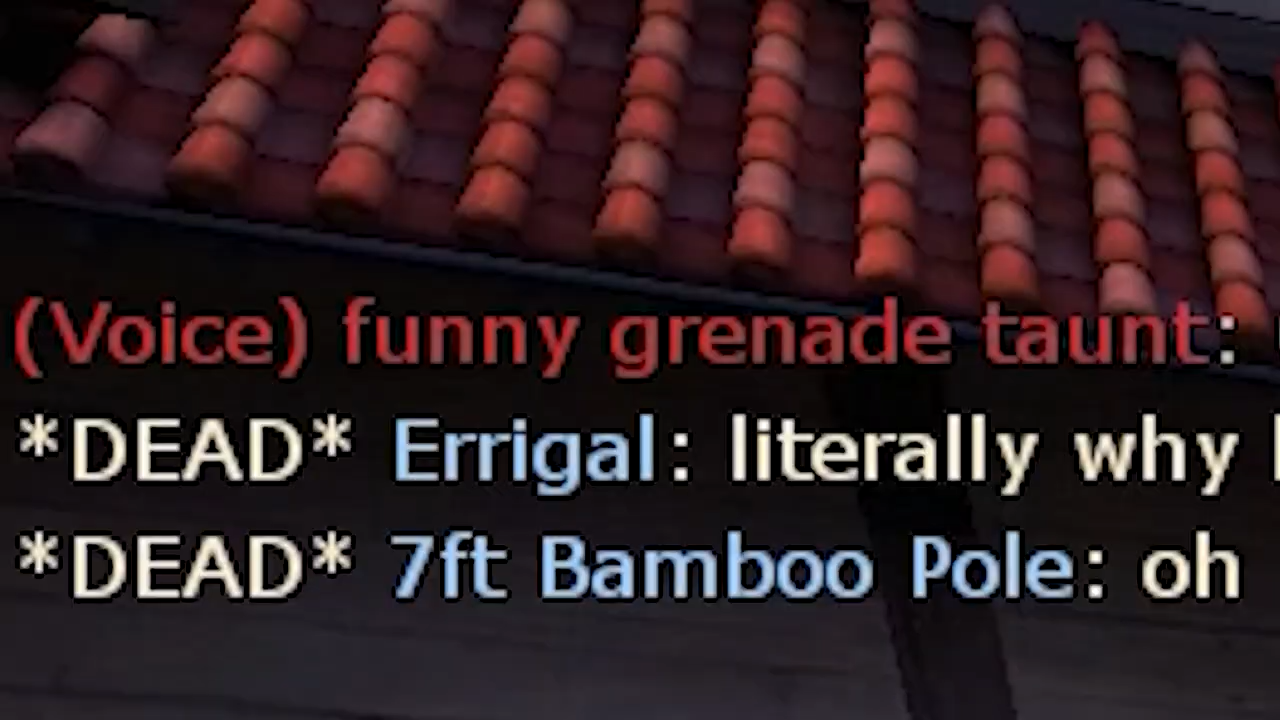 (Voice) funny grenade taunt:
*DEAD* Errigal: literally why
*DEAD* 7ft Bamboo Pole: oh